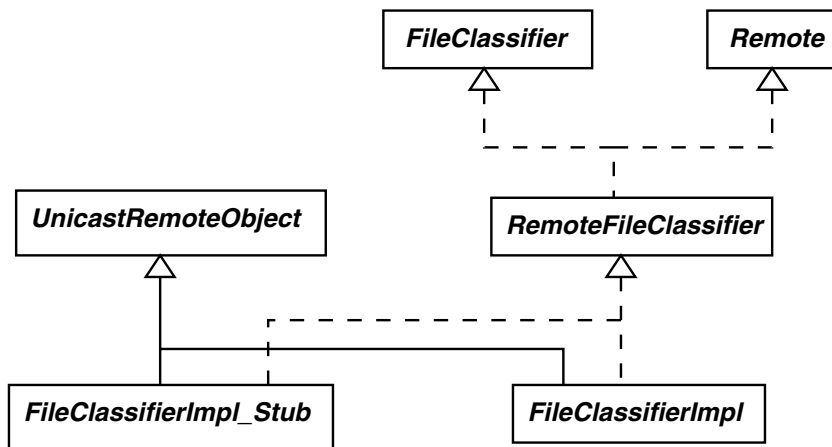 FileClassifier
Remote
UnicastRemoteObject
RemoteFileClassifier
FileClassifierImpl_Stub
FileClassifierImpl